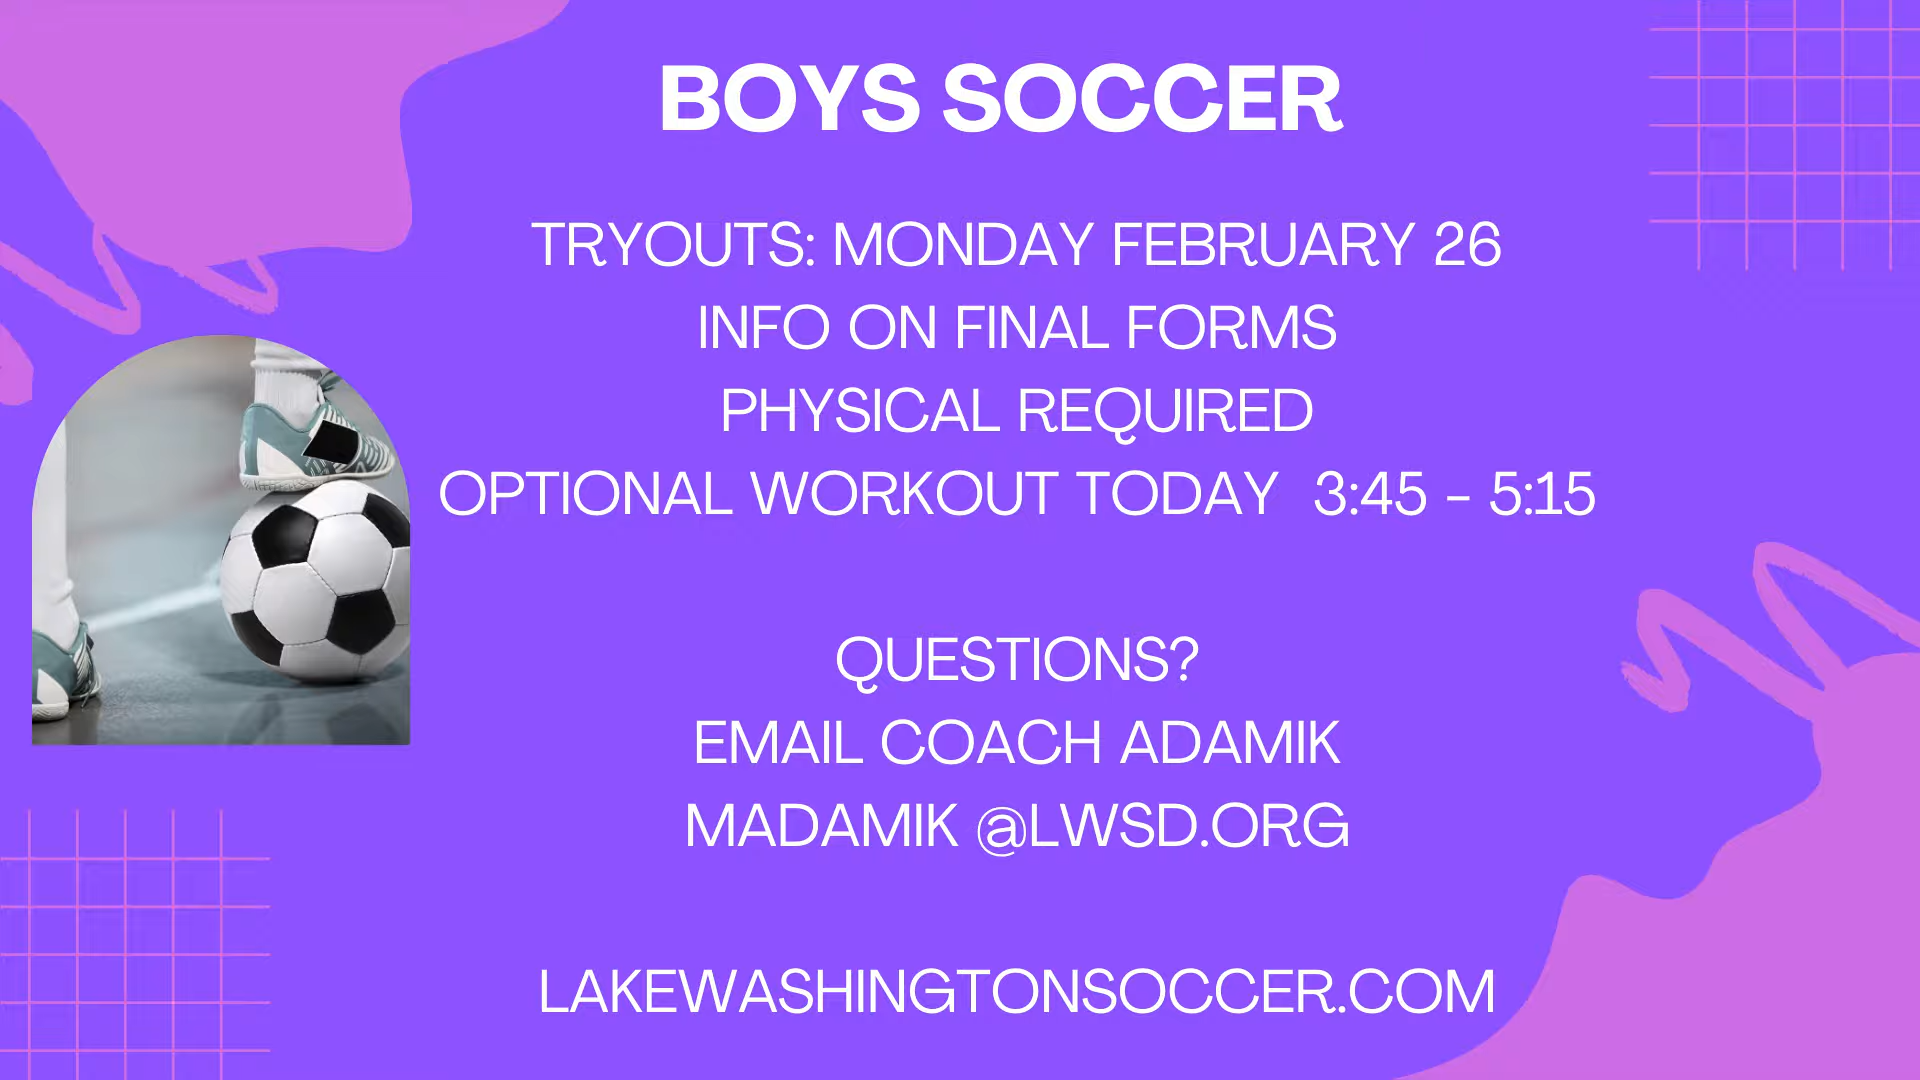 BOYS SOCCER
TRYOUTS: MONDAY FEBRUARY 26
INFO ON FINAL FORMS
PHYSICAL REQUIRED
OPTIONAL WORKOUT TODAY  3:45 - 5:15
QUESTIONS?
EMAIL COACH ADAMIK
MADAMIK @LWSD.ORG
LAKEWASHINGTONSOCCER.COM